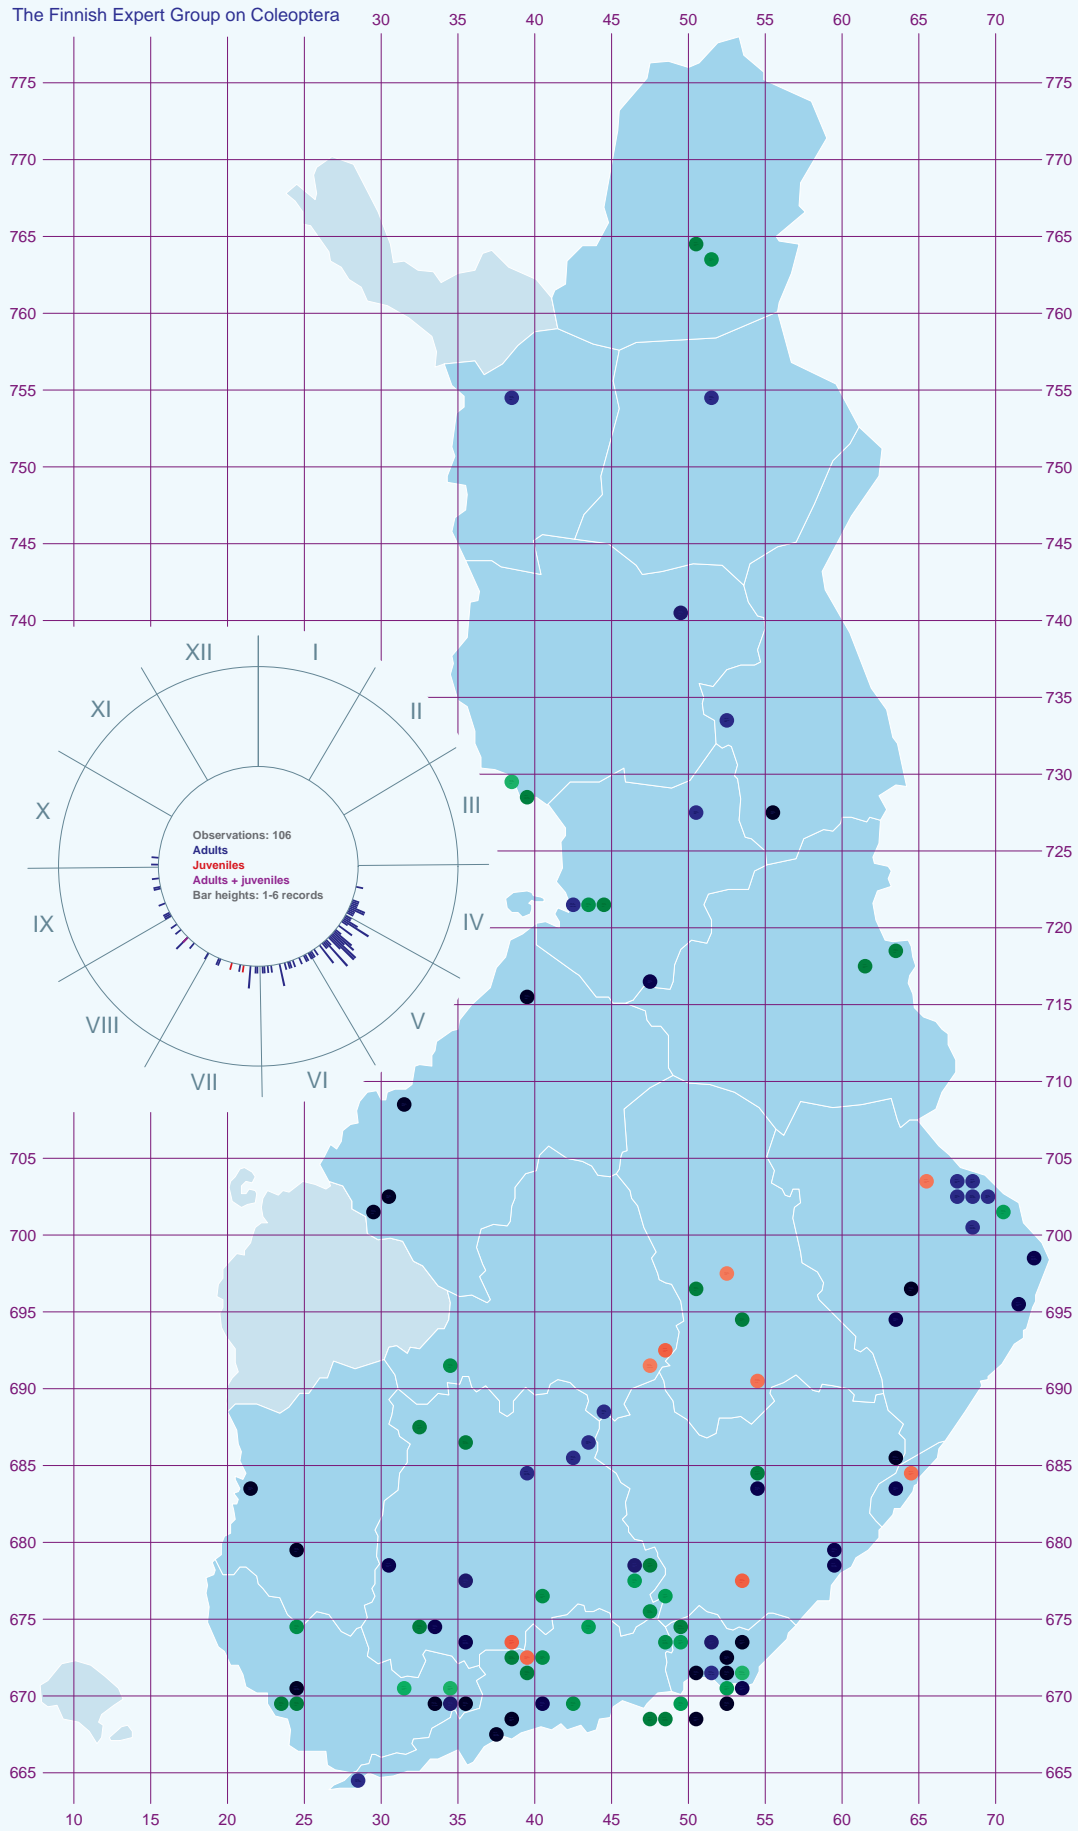 The Finnish Expert Group on Coleoptera
30 35 40 45 50 55 60 65 70
775 775
770 770
765 765
760 760
755 755
750 750
745 745
740 740
XII I
XI II
735
730
X III
Observations: 106
Adults
Juveniles
Adults + juveniles
Bar heights: 1-6 records
725
IX IV
720
715
VIII V
VII VI
710
705 705
700 700
695 695
690 690
685 685
680 680
675 675
670 670
665 665
10 15 20 25 30 35 40 45 50 55 60 65 70